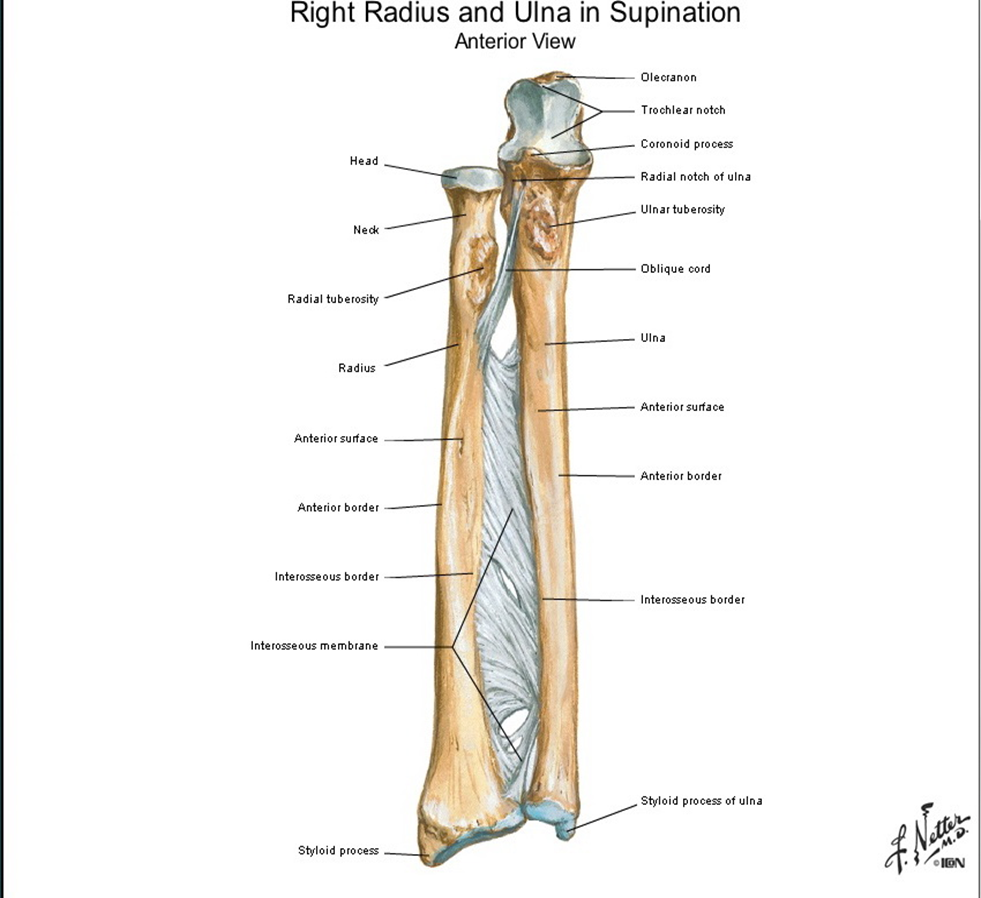 Right Radius and Ulna in Supination
Anterior View
Olecranon
Trochlear notch
Coronoid process
Head
Radial notch of ulna
Ulnar tuberosity
Neck
Oblique cord
Radial tuberosity
Ulna
Radius
Anterior surface
Anterior surface
Anterior border
Anterior border
Interosseous border
Interosseous border
Interosseous membrane
Styloid process of ulna
Styloid process
F. Netter
M.D.
©ICN